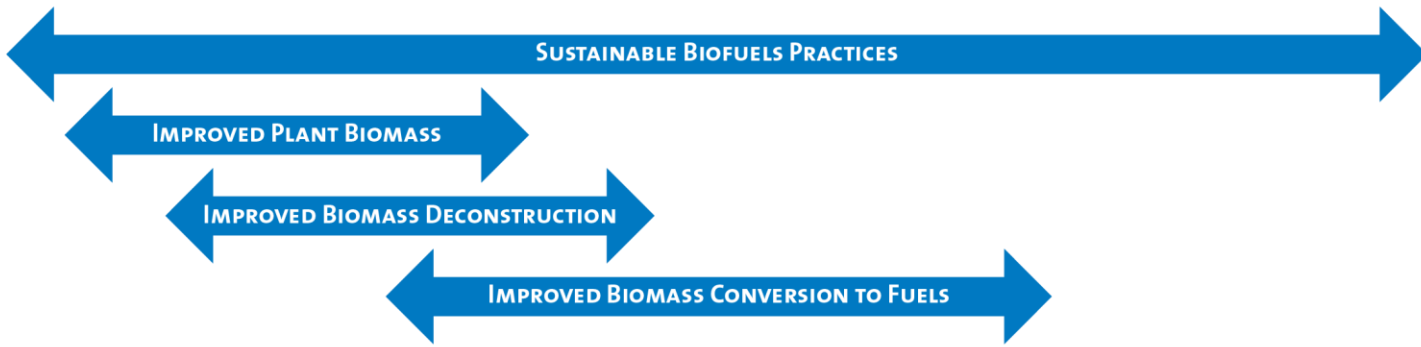 Sustainable Biofuels Practices
Improved Plant Biomass
Improved Biomass Deconstruction
Improved Biomass Conversion to Fuels